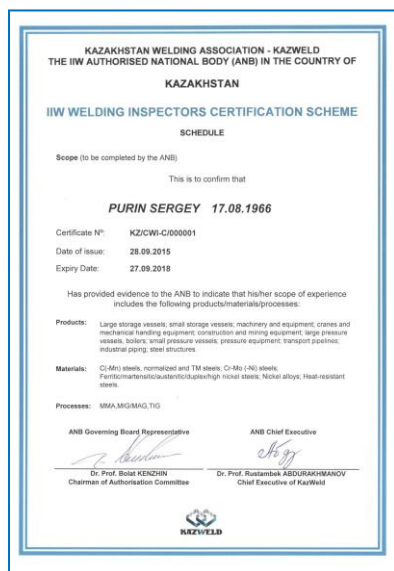 KAZAKHSTAN WELDING ASSOCIATION - KAZWELD
THE IIW AUTHORISED NATIONAL BODY (ANB) IN THE COUNTRY OF
KAZAKHSTAN
IIW WELDING INSPECTORS CERTIFICATION SCHEME
SCHEDULE
Scope (to be completed by the ANB)
This is to confirm that
PURIN SERGEY 17.08.1966
Certificate Nº: KZ/CWI-C/000001
Date of issue: 28.09.2015
Expiry Date: 27.09.2018
Has provided evidence to the ANB to indicate that his/her scope of experience
includes the following products/materials/processes:
Products: Large storage vessels; small storage vessels; machinery and equipment; cranes and
mechanical handling equipment; construction and mining equipment; large pressure
vessels, boilers; small pressure vessels; pressure equipment; transport pipelines;
industrial piping; steel structures.
Materials: C(-Mn) steels, normalized and TM steels; Cr-Mo (-Ni) steels;
Ferritic/martensitic/austenitic/duplex/high nickel steels; Nickel alloys; Heat-resistant
steels.
Processes: MMA,MIG/MAG,TIG
ANB Governing Board Representative ANB Chief Executive
Dr. Prof. Bolat KENZHIN Dr. Prof. Rustambek ABDURAKHMANOV
Chairman of Authorisation Committee Chief Executive of KazWeld
KAZWELD